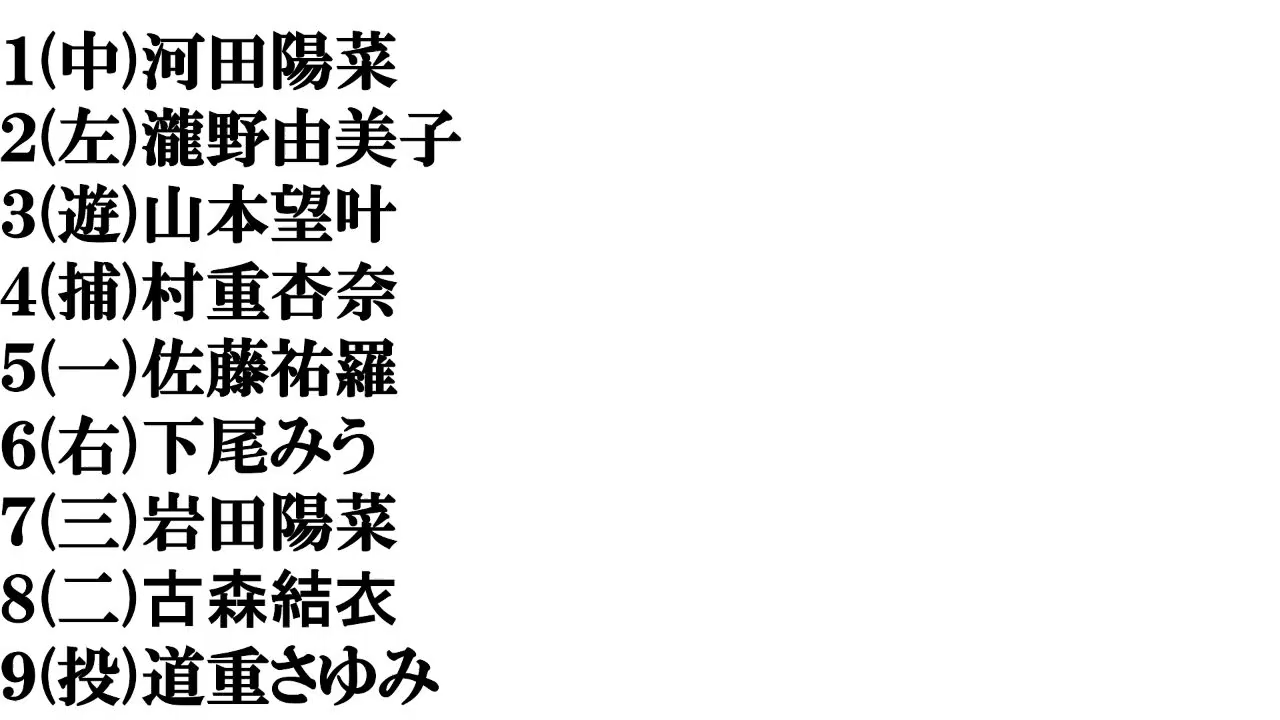 1(中)河田陽菜
2(左)瀧野由美子
3(遊)山本望叶
4(捕)村重杏奈
5(一)佐藤祐羅
6(右)下尾みう
7(三)岩田陽菜
8(二)古森結衣
9(投)道重さゆみ